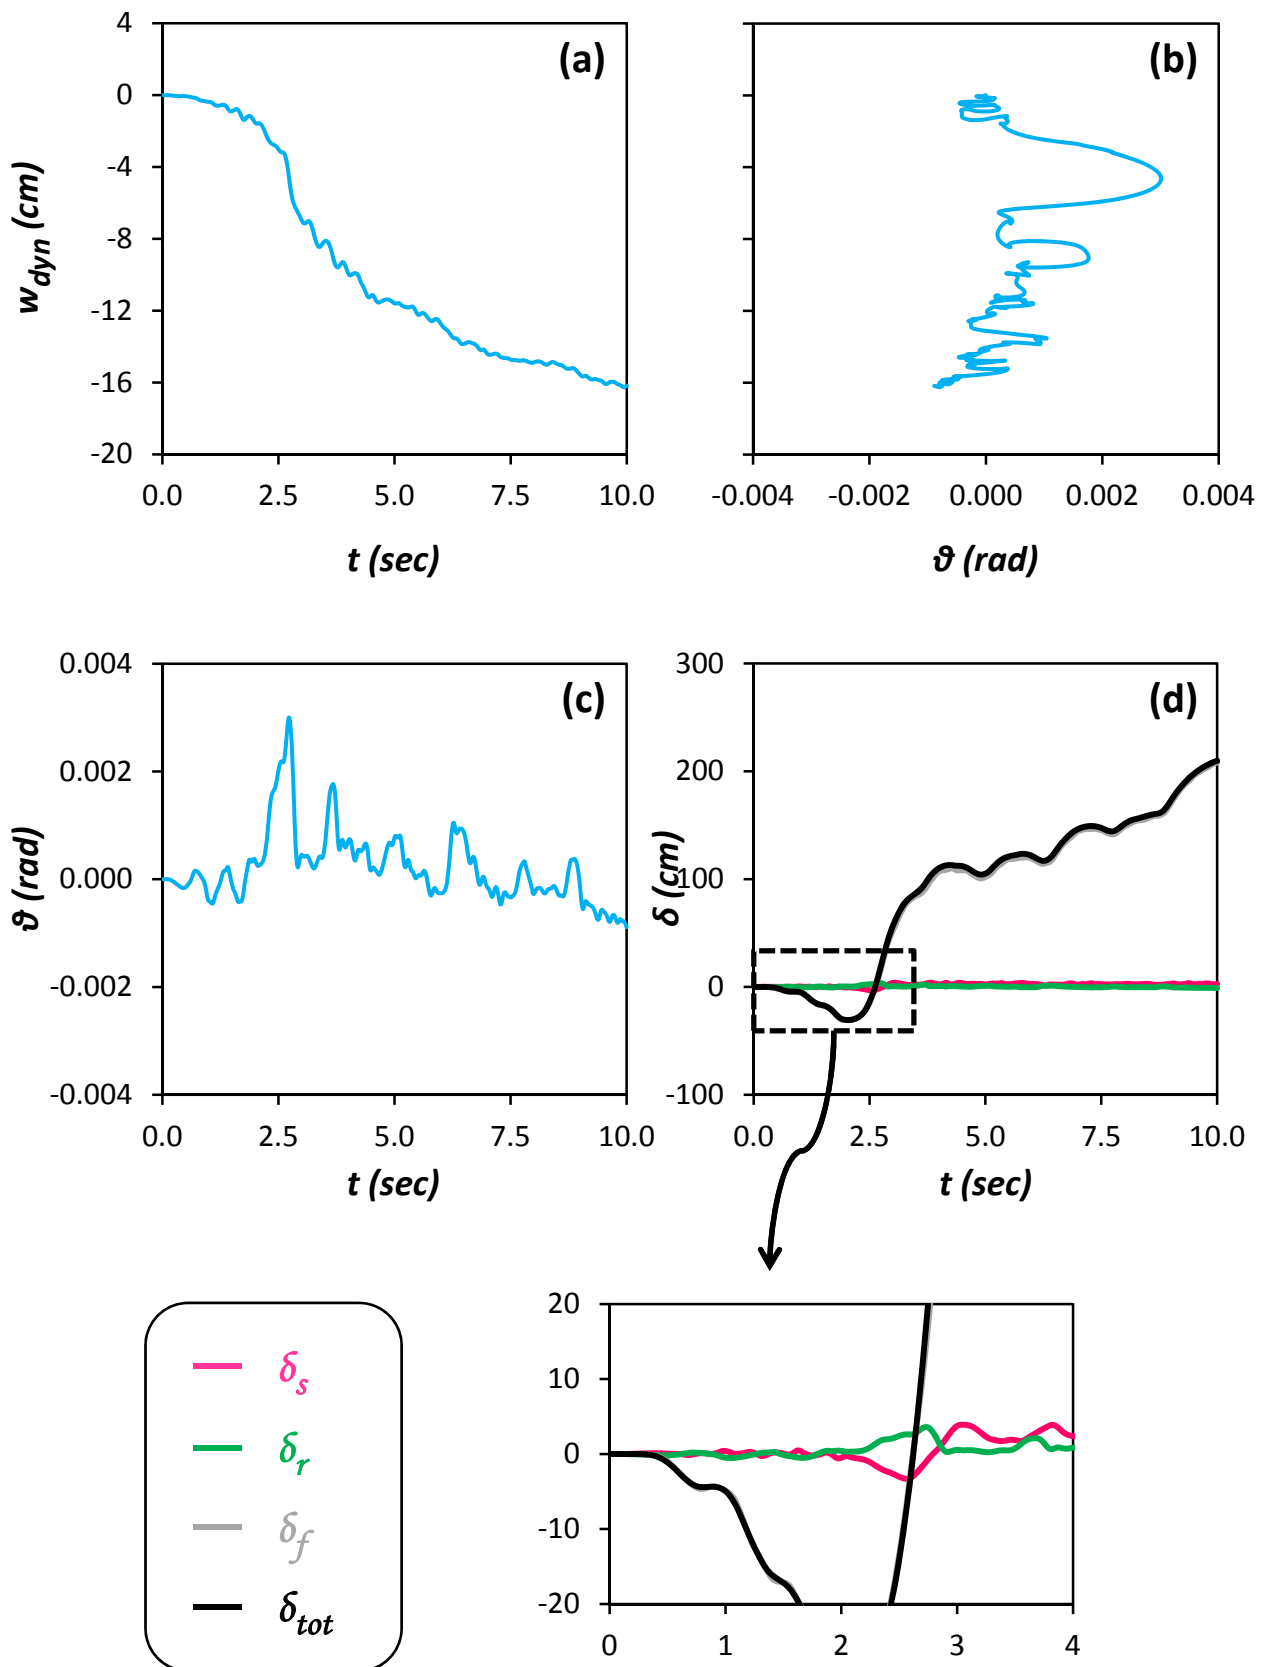 (a)
(b)
4
0
-4
-8
-12
-16
-20
w_dyn (cm)
0.0 2.5 5.0 7.5 10.0
-0.004 -0.002 0.000 0.002 0.004
t (sec)
ϑ (rad)
(c)
(d)
0.004
0.002
0.000
-0.002
-0.004
ϑ (rad)
300
200
100
0
-100
δ (cm)
0.0 2.5 5.0 7.5 10.0
0.0 2.5 5.0 7.5 10.0
t (sec)
t (sec)
δ_s
δ_r
δ_f
δ_tot
20
10
0
-10
-20
0 1 2 3 4